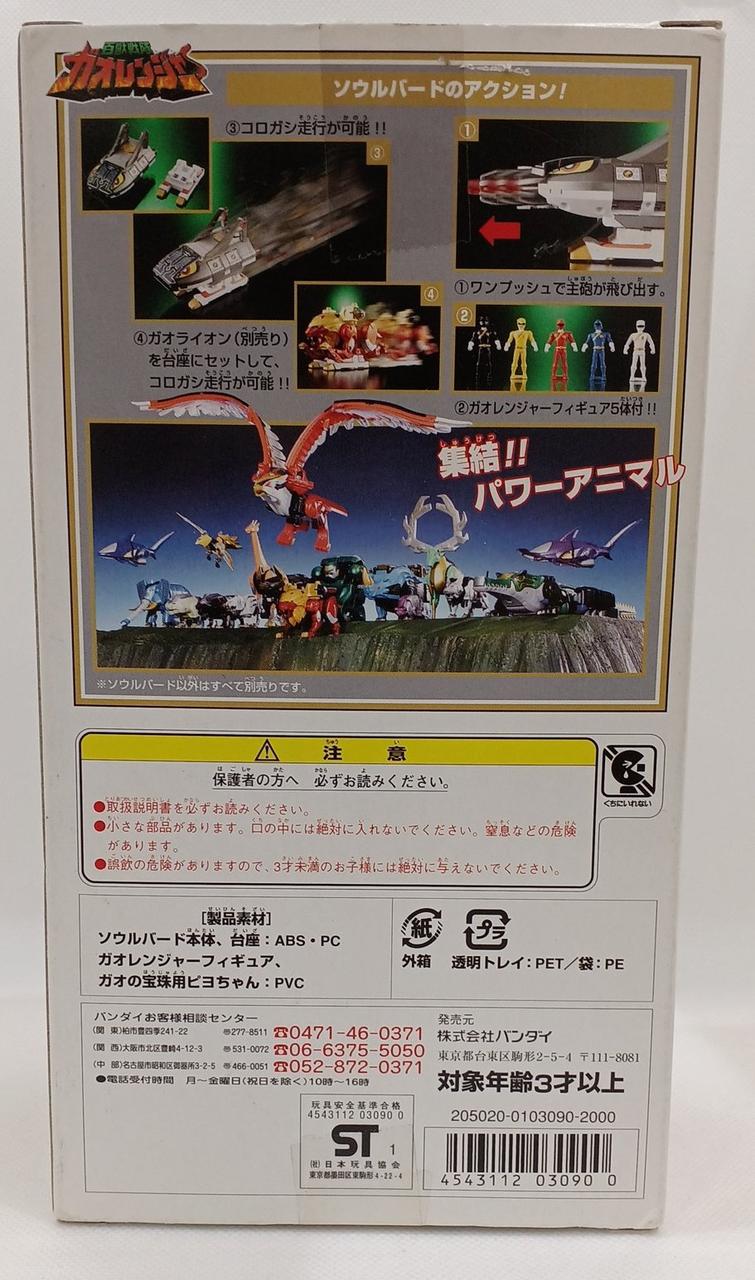 百獣戦隊
ガオレンジャー
ソウルバードのアクション!
③コロガシ走行が可能!!
③
①
①ワンプッシュで主砲が飛び出す。
④
②
④ガオライオン(別売り)
を台座にセットして、
コロガシ走行が可能!!
②ガオレンジャーフィギュア5体付!!
集結!!
パワーアニマル
※ソウルバード以外はすべて別売りです。
注意
保護者の方へ 必ずお読みください。
●取扱説明書を必ずお読みください。
●小さな部品があります。口の中には絶対に入れないでください。窒息などの危険
があります。
●誤飲の危険がありますので、3才未満のお子様には絶対に与えないでください。
くちにいれない
[製品素材]
ソウルバード本体、台座:ABS・PC
ガオレンジャーフィギュア、
ガオの宝珠用ピヨちゃん:PVC
紙
外箱
プラ
透明トレイ:PET/袋:PE
バンダイお客様相談センター
(関 東)柏市豊四季241-22 〒277-8511 ☎0471-46-0371
(関 西)大阪市北区豊崎4-12-3 〒531-0072 ☎06-6375-5050
(中 部)名古屋市昭和区御器所3-2-5 〒466-0051 ☎052-872-0371
●電話受付時間 月〜金曜日(祝日を除く)10時〜16時
発売元
株式会社バンダイ
東京都台東区駒形2-5-4 〒111-8081
対象年齢3才以上
205020-0103090-2000
玩具安全基準合格
4543112 03090 0
ST 1
(社)日本玩具協会
東京都墨田区東駒形4-22-4
4543112 03090 0